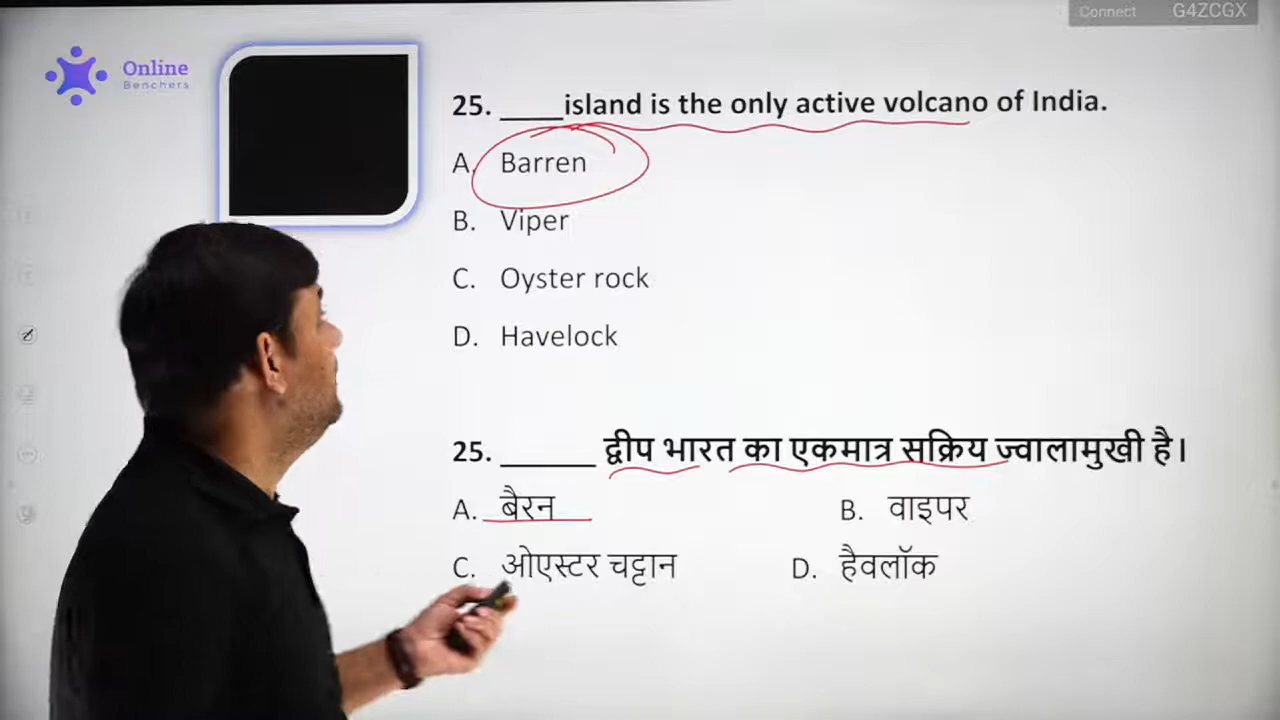 Connect G4ZCGX
Online
Benchers
25. ____island is the only active volcano of India.
A. Barren
B. Viper
C. Oyster rock
D. Havelock
25. ______ द्वीप भारत का एकमात्र सक्रिय ज्वालामुखी है।
A. बैरन B. वाइपर
C. ओएस्टर चट्टान D. हैवलॉक